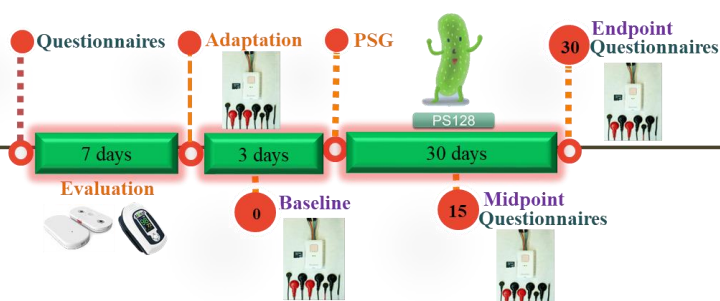 Questionnaires
Adaptation
PSG
30
Endpoint
Questionnaires
PS128
7 days
3 days
30 days
Evaluation
0
Baseline
15
Midpoint
Questionnaires